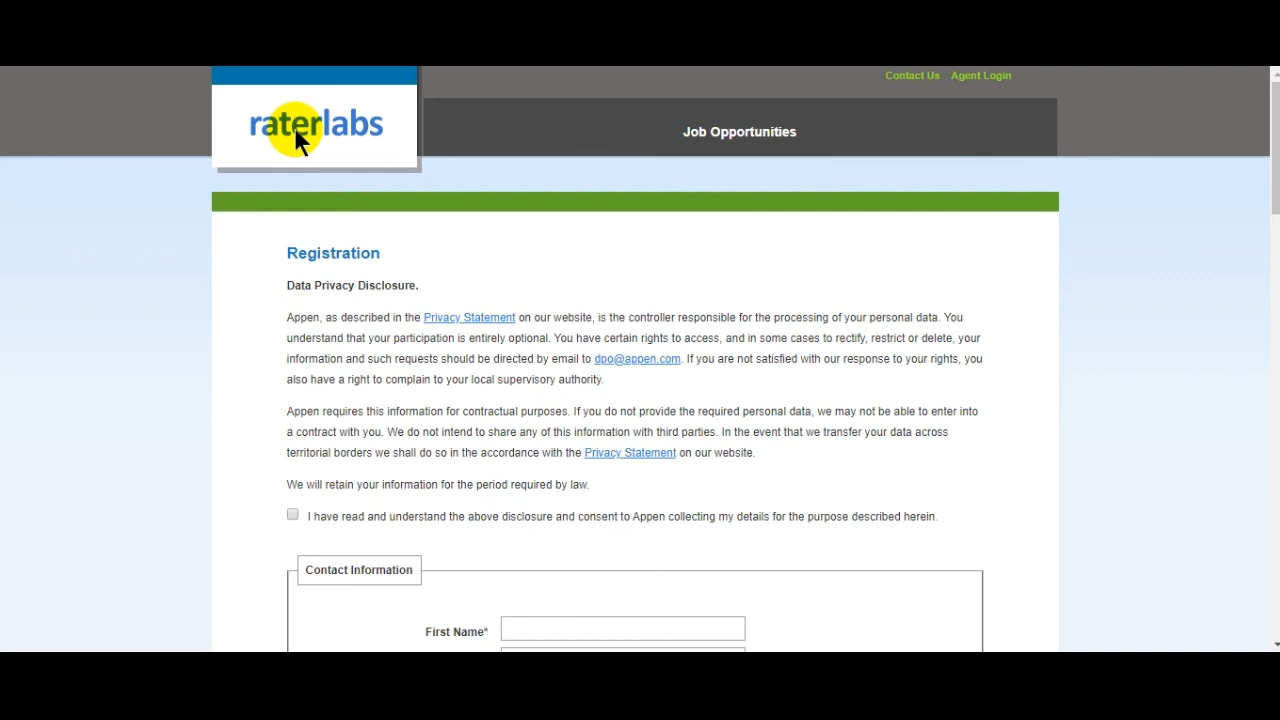 Contact Us Agent Login
raterlabs
Job Opportunities
Registration
Data Privacy Disclosure.
Appen, as described in the Privacy Statement on our website, is the controller responsible for the processing of your personal data. You
understand that your participation is entirely optional. You have certain rights to access, and in some cases to rectify, restrict or delete, your
information and such requests should be directed by email to dpo@appen.com. If you are not satisfied with our response to your rights, you
also have a right to complain to your local supervisory authority.
Appen requires this information for contractual purposes. If you do not provide the required personal data, we may not be able to enter into
a contract with you. We do not intend to share any of this information with third parties. In the event that we transfer your data across
territorial borders we shall do so in the accordance with the Privacy Statement on our website.
We will retain your information for the period required by law.
I have read and understand the above disclosure and consent to Appen collecting my details for the purpose described herein.
Contact Information
First Name*